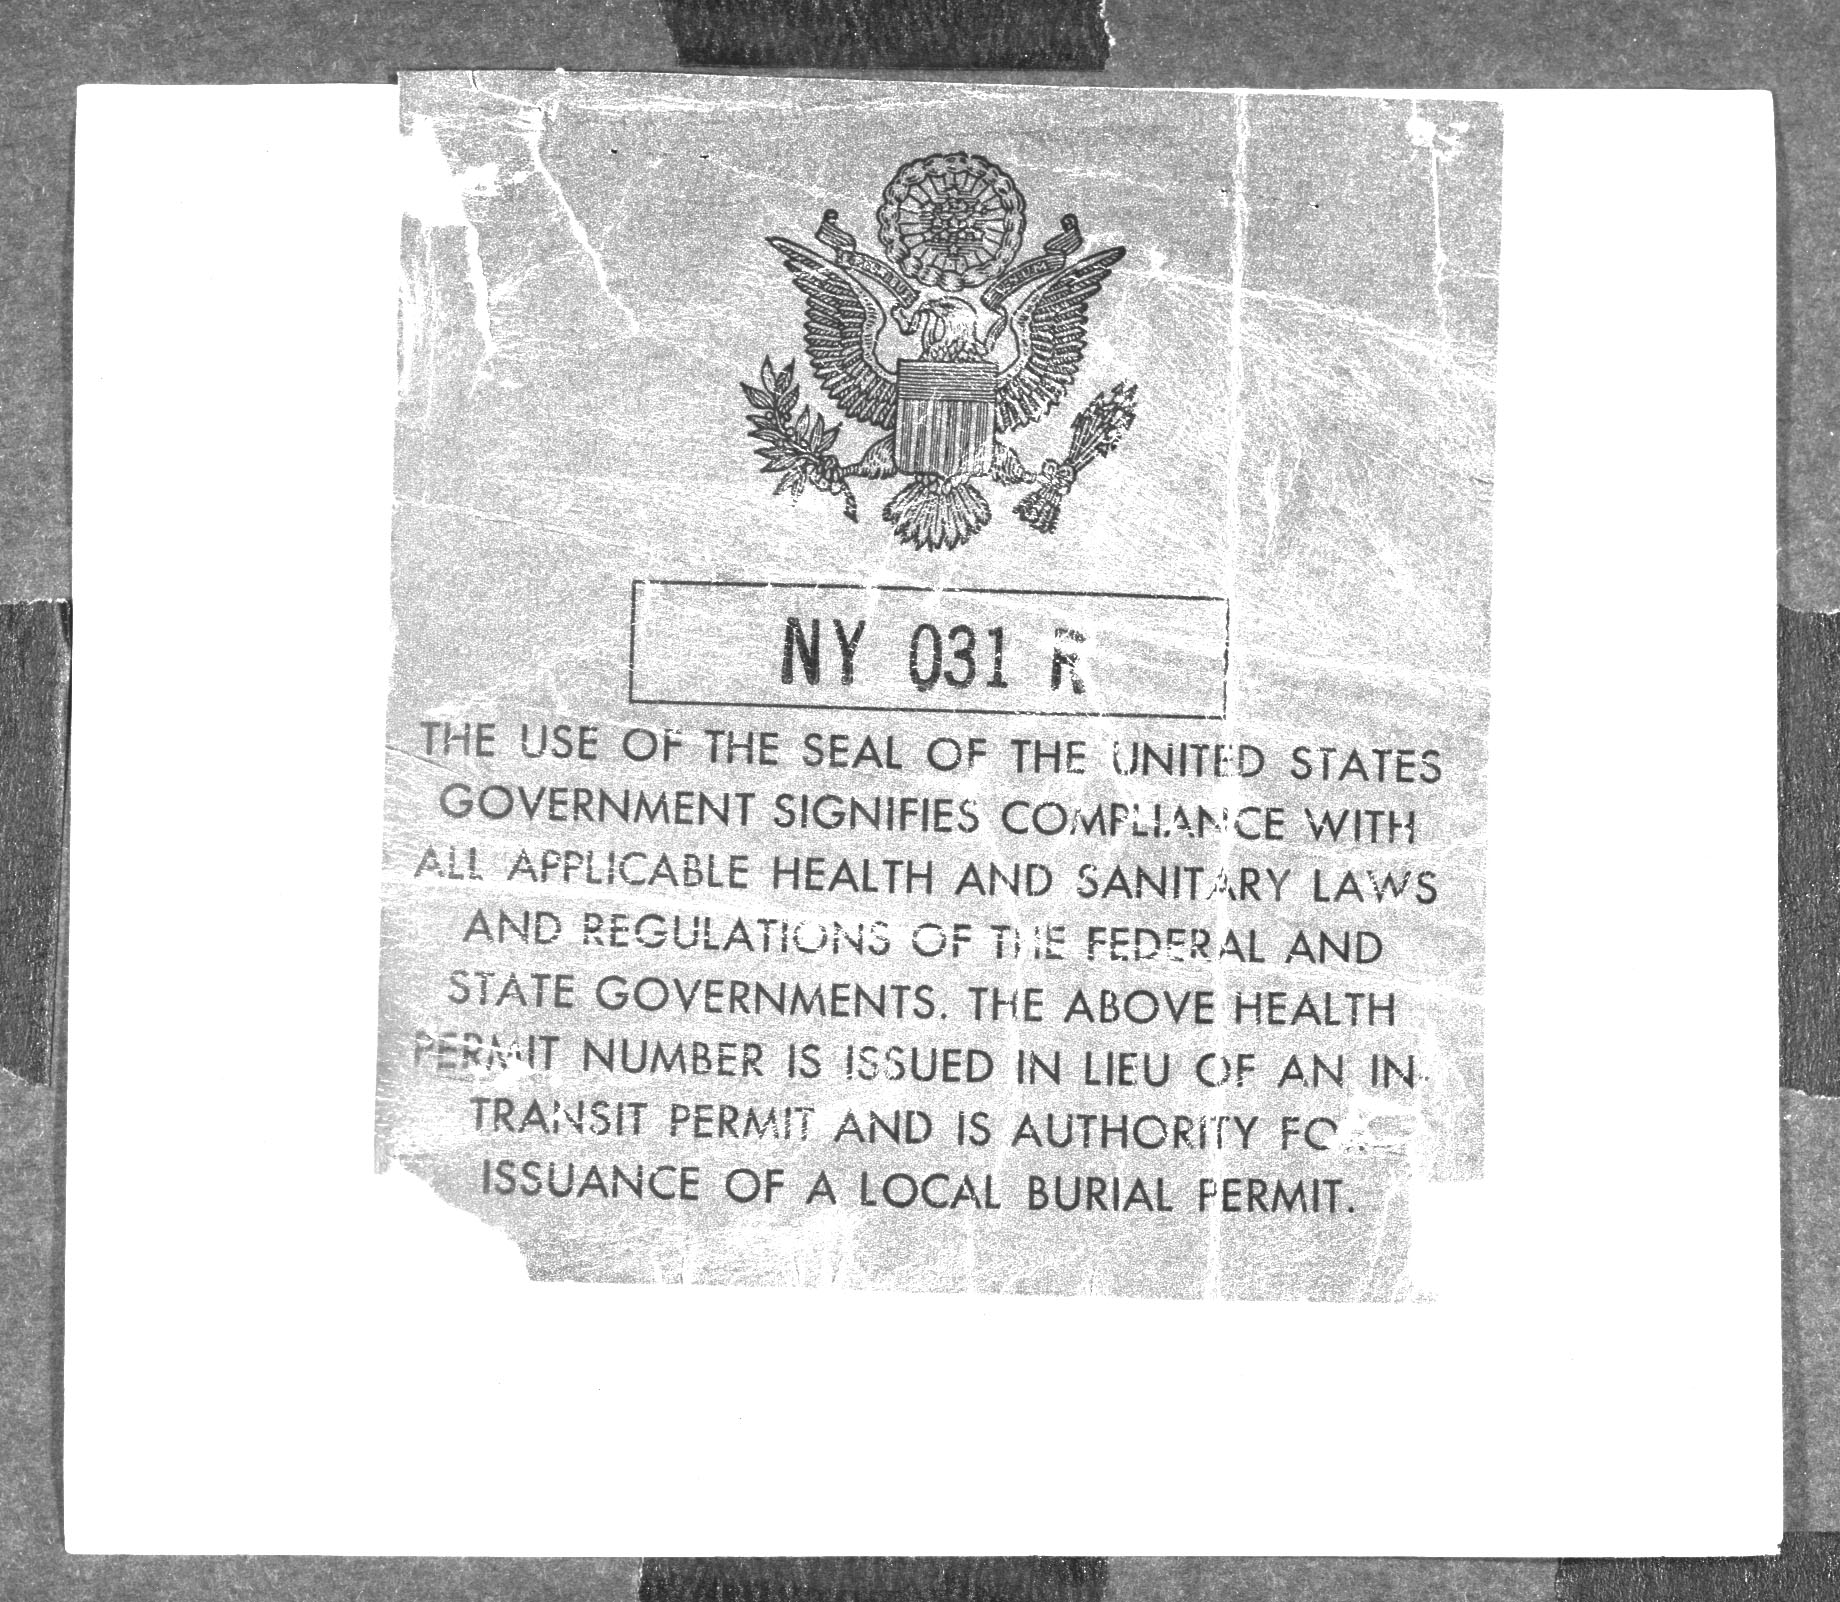 NY 031 R
THE USE OF THE SEAL OF THE UNITED STATES
GOVERNMENT SIGNIFIES COMPLIANCE WITH
ALL APPLICABLE HEALTH AND SANITARY LAWS
AND REGULATIONS OF THE FEDERAL AND
STATE GOVERNMENTS. THE ABOVE HEALTH
PERMIT NUMBER IS ISSUED IN LIEU OF AN IN-
TRANSIT PERMIT AND IS AUTHORITY FOR
ISSUANCE OF A LOCAL BURIAL PERMIT.